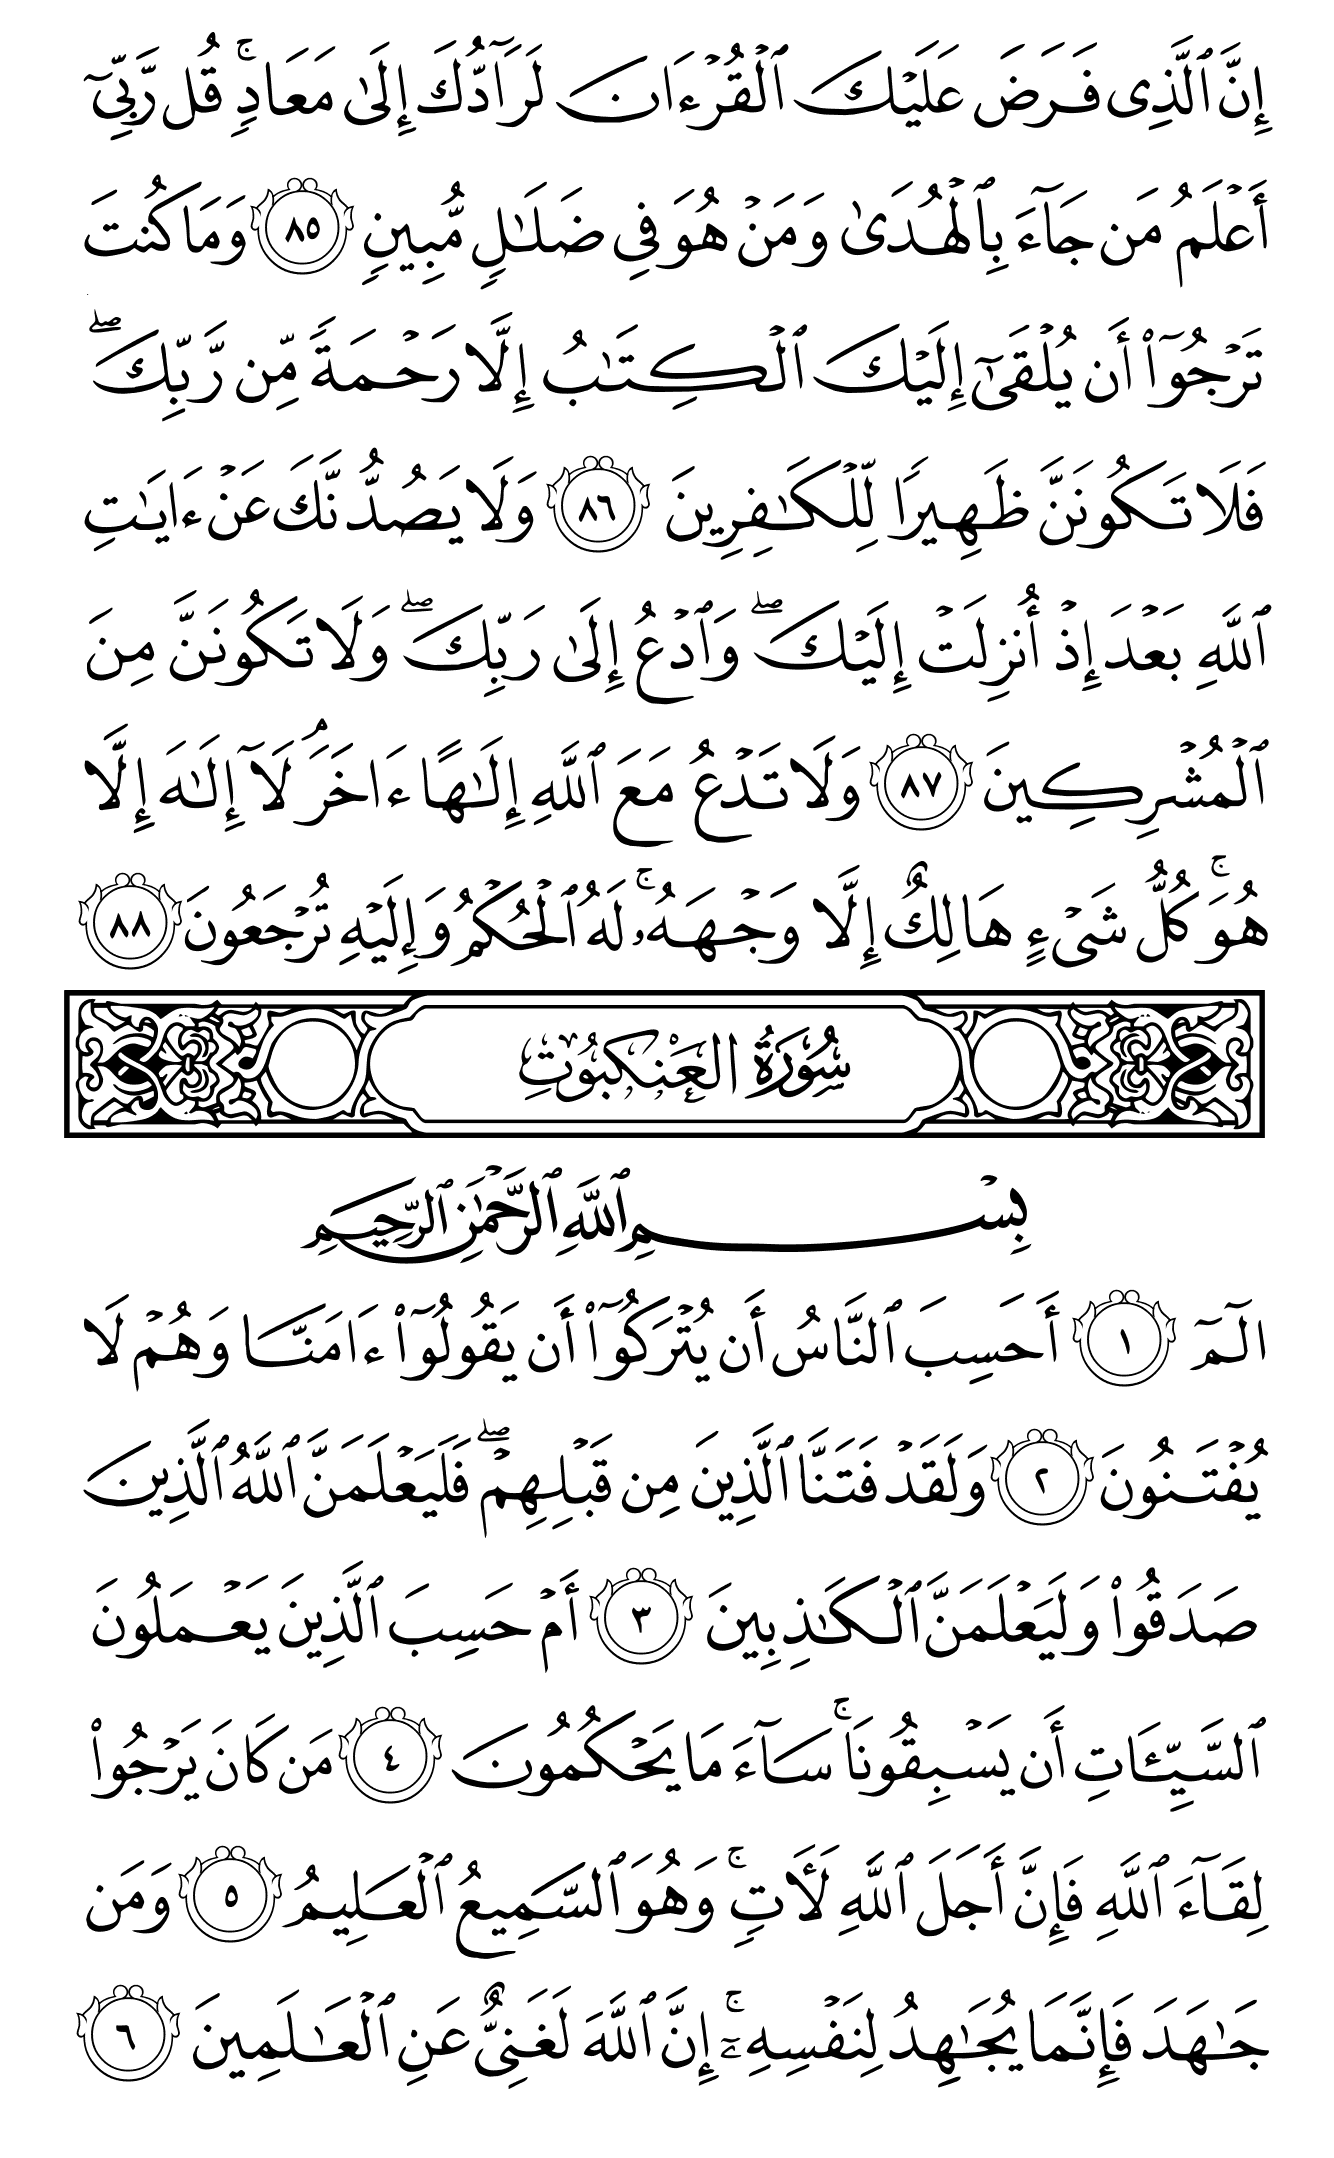 إِنَّ ٱلَّذِى فَرَضَ عَلَيْكَ ٱلْقُرْءَانَ لَرَآدُّكَ إِلَىٰ مَعَادٍۚ قُل رَّبِّىٓ
أَعْلَمُ مَن جَآءَ بِٱلْهُدَىٰ وَمَنْ هُوَ فِى ضَلَٰلٍ مُّبِينٍ ٨٥ وَمَا كُنتَ
تَرْجُوٓا۟ أَن يُلْقَىٰٓ إِلَيْكَ ٱلْكِتَٰبُ إِلَّا رَحْمَةً مِّن رَّبِّكَۖ
فَلَا تَكُونَنَّ ظَهِيرًا لِّلْكَٰفِرِينَ ٨٦ وَلَا يَصُدُّنَّكَ عَنْ ءَايَٰتِ
ٱللَّهِ بَعْدَ إِذْ أُنزِلَتْ إِلَيْكَۖ وَٱدْعُ إِلَىٰ رَبِّكَۖ وَلَا تَكُونَنَّ مِنَ
ٱلْمُشْرِكِينَ ٨٧ وَلَا تَدْعُ مَعَ ٱللَّهِ إِلَٰهًا ءَاخَرَۘ لَآ إِلَٰهَ إِلَّا
هُوَۚ كُلُّ شَىْءٍ هَالِكٌ إِلَّا وَجْهَهُۥۚ لَهُ ٱلْحُكْمُ وَإِلَيْهِ تُرْجَعُونَ ٨٨
سُورَةُ العَنْكَبُوتِ
بِسْمِ ٱللَّهِ ٱلرَّحْمَٰنِ ٱلرَّحِيمِ
الٓمٓ ١ أَحَسِبَ ٱلنَّاسُ أَن يُتْرَكُوٓا۟ أَن يَقُولُوٓا۟ ءَامَنَّا وَهُمْ لَا
يُفْتَنُونَ ٢ وَلَقَدْ فَتَنَّا ٱلَّذِينَ مِن قَبْلِهِمْۖ فَلَيَعْلَمَنَّ ٱللَّهُ ٱلَّذِينَ
صَدَقُوا۟ وَلَيَعْلَمَنَّ ٱلْكَٰذِبِينَ ٣ أَمْ حَسِبَ ٱلَّذِينَ يَعْمَلُونَ
ٱلسَّيِّـَٔاتِ أَن يَسْبِقُونَاۚ سَآءَ مَا يَحْكُمُونَ ٤ مَن كَانَ يَرْجُوا۟
لِقَآءَ ٱللَّهِ فَإِنَّ أَجَلَ ٱللَّهِ لَـَٔاتٍۚ وَهُوَ ٱلسَّمِيعُ ٱلْعَلِيمُ ٥ وَمَن
جَٰهَدَ فَإِنَّمَا يُجَٰهِدُ لِنَفْسِهِۦٓۚ إِنَّ ٱللَّهَ لَغَنِىٌّ عَنِ ٱلْعَٰلَمِينَ ٦